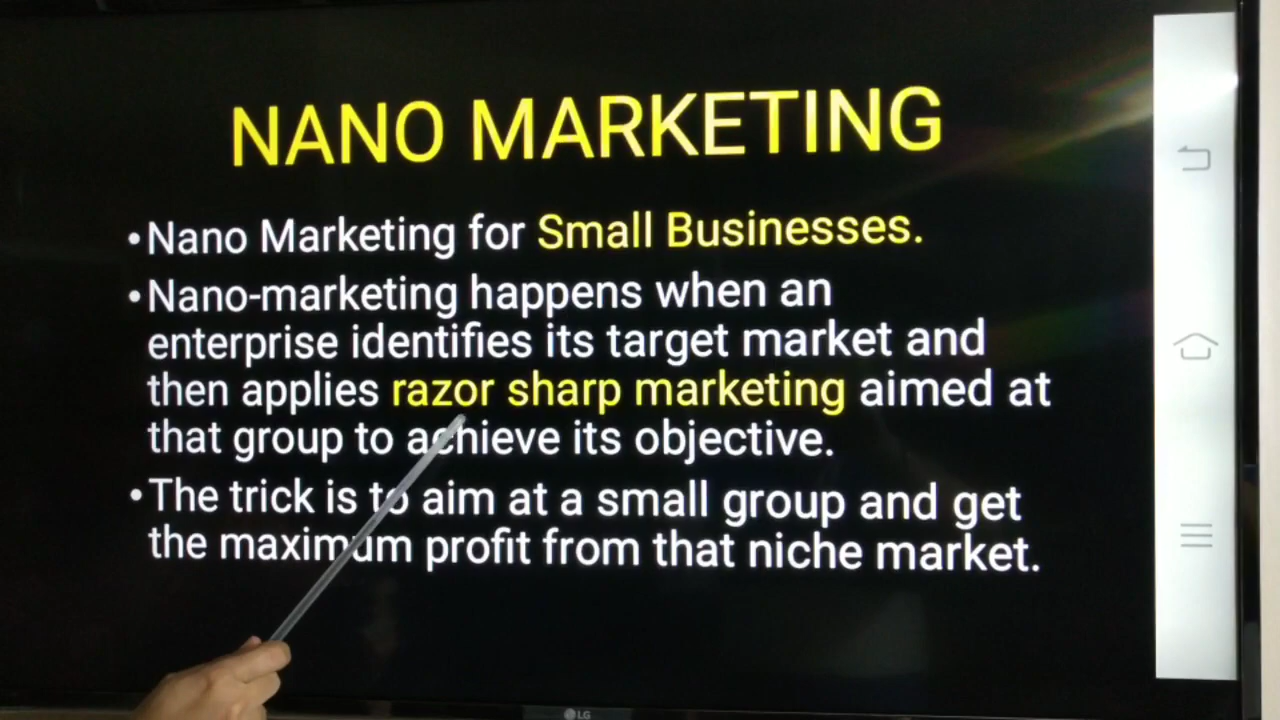 NANO MARKETING
•Nano Marketing for Small Businesses.
•Nano-marketing happens when an
enterprise identifies its target market and
then applies razor sharp marketing aimed at
that group to achieve its objective.
•The trick is to aim at a small group and get
the maximum profit from that niche market.
LG